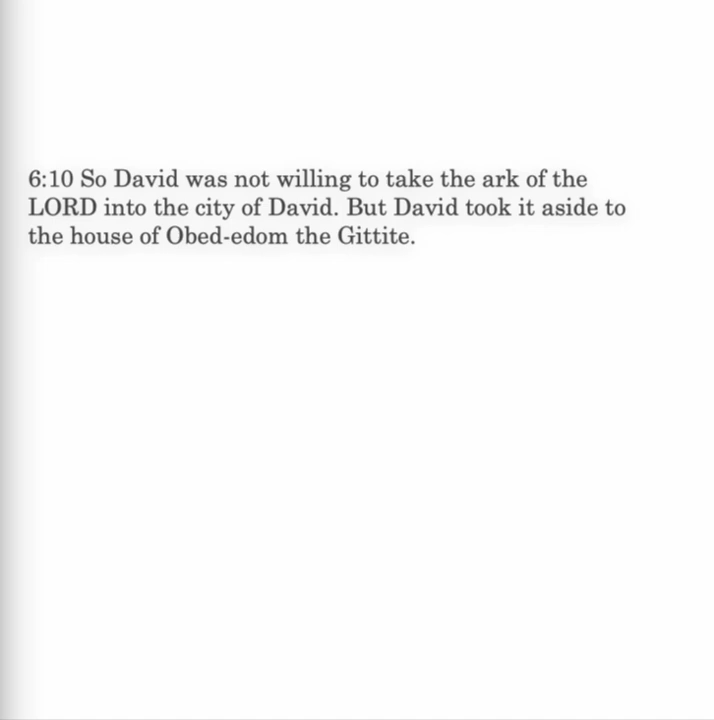 6:10 So David was not willing to take the ark of the
LORD into the city of David. But David took it aside to
the house of Obed-edom the Gittite.